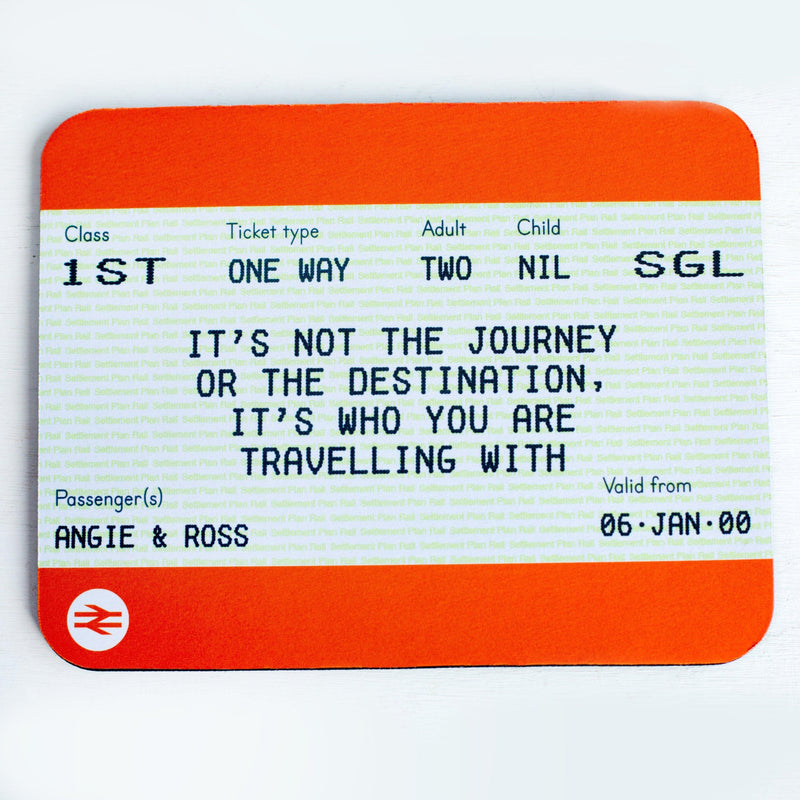 Class Ticket type Adult Child
1ST ONE WAY TWO NIL SGL
IT'S NOT THE JOURNEY
OR THE DESTINATION,
IT'S WHO YOU ARE
TRAVELLING WITH
Passenger(s) Valid from
ANGIE & ROSS 06·JAN·00